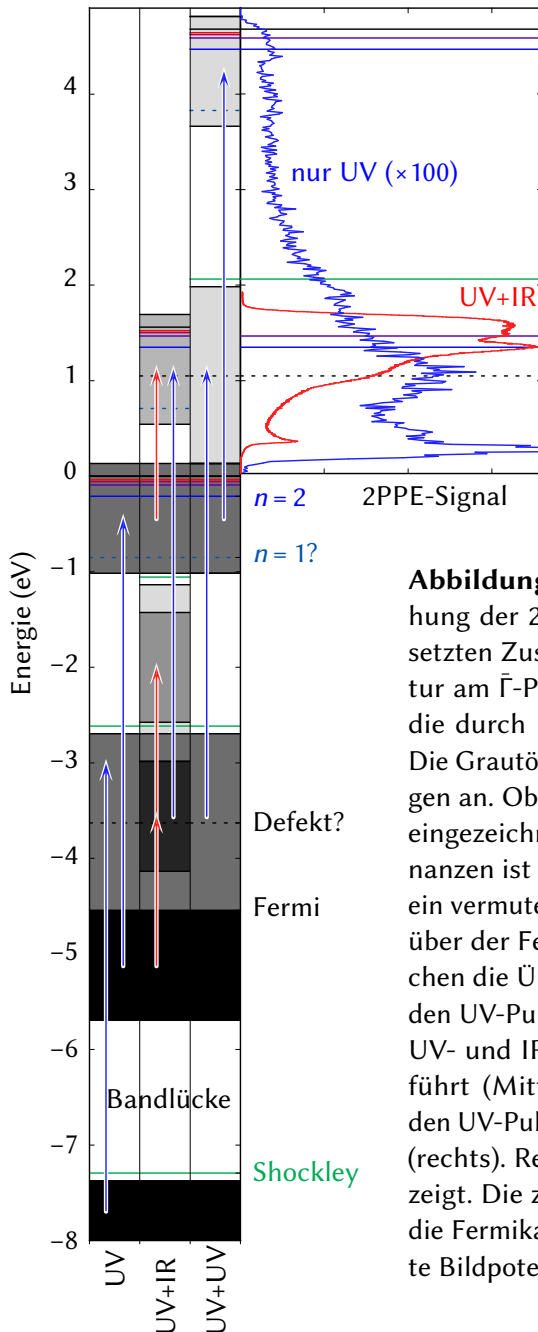 4
nur UV (×100)
3
2
UV+IR
1
0
n = 2
2PPE-Signal
n = 1?
−1
Energie (eV)
−2
−3
Defekt?
−4
Fermi
−5
−6
Bandlücke
−7
Shockley
−8
UV
UV+IR
UV+UV
Abbildung
hung der 2
setzten Zus
tur am Γ̄-P
die durch
Die Grautö
gen an. Ob
eingezeichn
nanzen ist
ein vermute
über der Fe
chen die Ü
den UV-Pu
UV- und IR
führt (Mitt
den UV-Pul
(rechts). Re
zeigt. Die z
die Fermika
te Bildpote